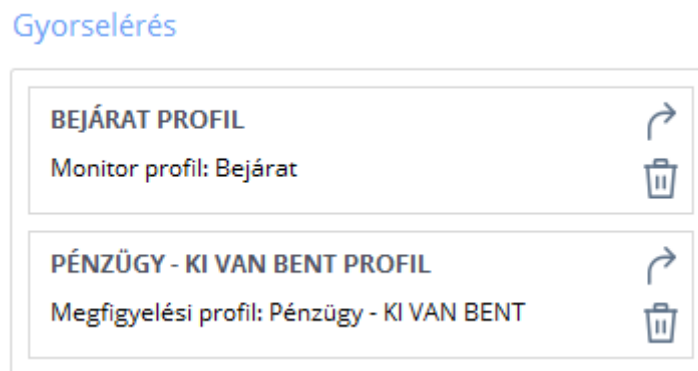 Gyorselérés
BEJÁRAT PROFIL
Monitor profil: Bejárat
PÉNZÜGY - KI VAN BENT PROFIL
Megfigyelési profil: Pénzügy - KI VAN BENT